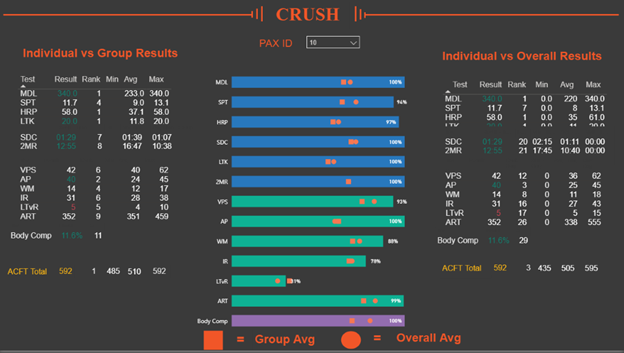 CRUSH
PAX ID 10
Individual vs Group Results
Test Result Rank Min Avg Max
MDL 340.0 1 233.0 340.0
SPT 11.7 4 9.0 13.1
HRP 58.0 1 37.1 58.0
LTK 20.0 1 11.8 20.0
SDC 01:29 7 01:39 01:07
2MR 12:55 8 16:47 10:38
VPS 42 6 40 62
AP 40 2 24 45
WM 14 4 12 17
IR 31 6 28 38
LTvR 5 5 4 10
ART 352 9 351 459
Body Comp 11.6% 11
ACFT Total 592 1 485 510 592
MDL 100%
SPT 94%
HRP 97%
SDC 100%
LTK 100%
2MR 100%
VPS 93%
AP 100%
WM 88%
IR 78%
LTvR 31%
ART 99%
Body Comp 100%
Individual vs Overall Results
Test Result Rank Min Avg Max
MDL 340.0 1 0.0 220 340.0
SPT 11.7 7 0.0 8 13.1
HRP 58.0 3 0.0 35 61.0
SDC 01:29 20 02:15 01:11 00:00
2MR 12:55 21 17:45 10:40 00:00
VPS 42 12 0 36 62
AP 40 3 0 25 45
WM 14 8 0 11 18
IR 31 16 0 27 43
LTvR 5 17 0 5 15
ART 352 26 0 338 555
Body Comp 11.6% 29
ACFT Total 592 3 435 505 595
= Group Avg = Overall Avg